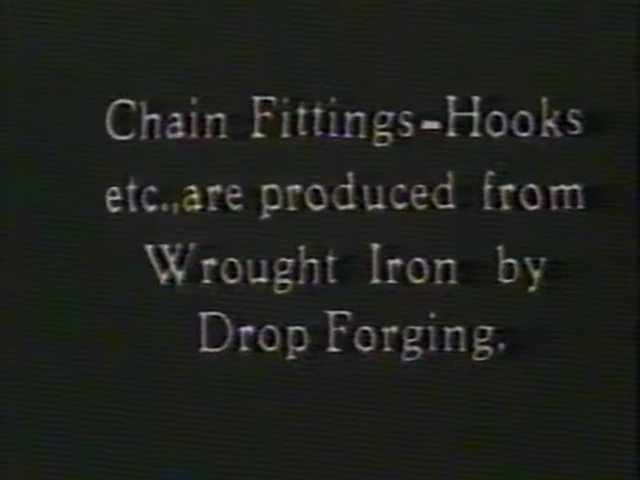 Chain Fittings-Hooks
etc.,are produced from
Wrought Iron by
Drop Forging.